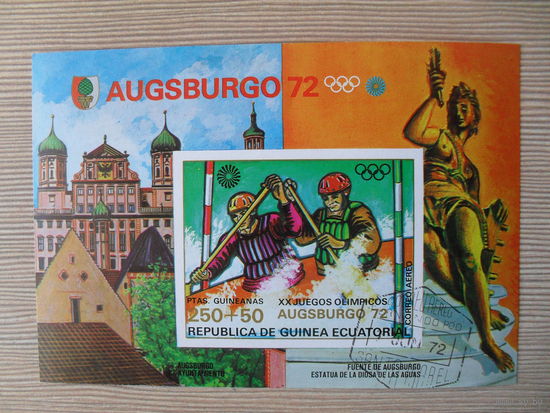 AUGSBURGO 72
PTAS. GUINEANAS
XX JUEGOS OLIMPICOS
250+50
AUGSBURGO 72
CORREO AEREO
REPUBLICA DE GUINEA ECUATORIAL
AUGSBURGO
AYUNTAMIENTO
FUENTE DE AUGSBURGO
ESTATUA DE LA DIOSA DE LAS AGUAS
72